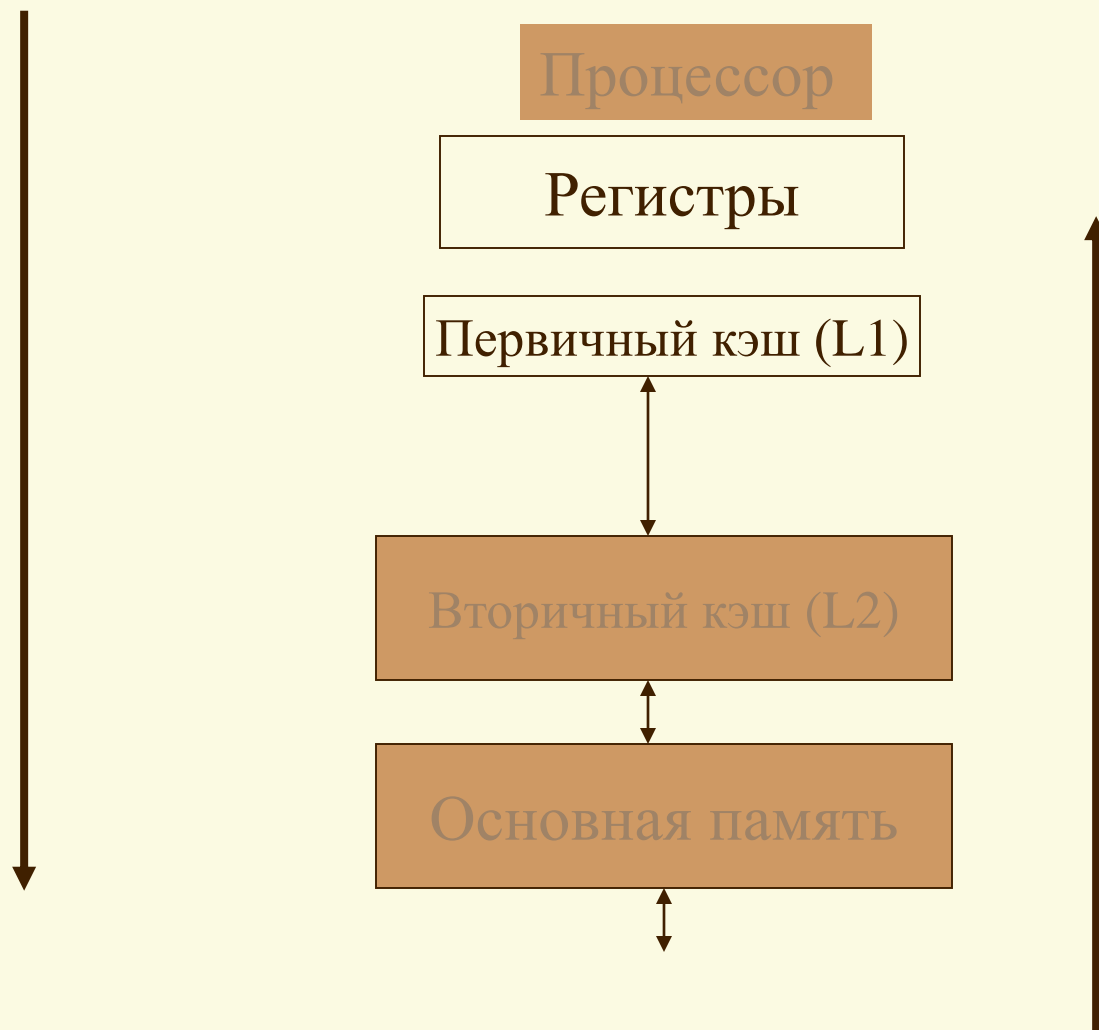 Процессор
Регистры
Первичный кэш (L1)
Вторичный кэш (L2)
Основная память